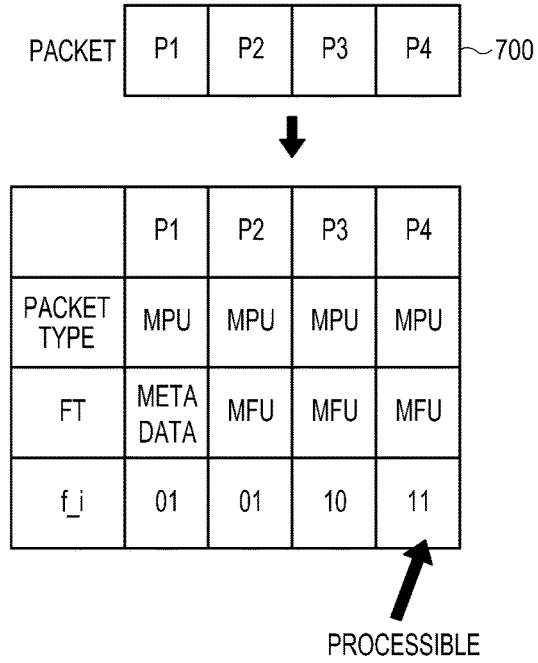 PACKET P1 P2 P3 P4 700
P1 P2 P3 P4
PACKET TYPE MPU MPU MPU MPU
FT META DATA MFU MFU MFU
f_i 01 01 10 11
PROCESSIBLE